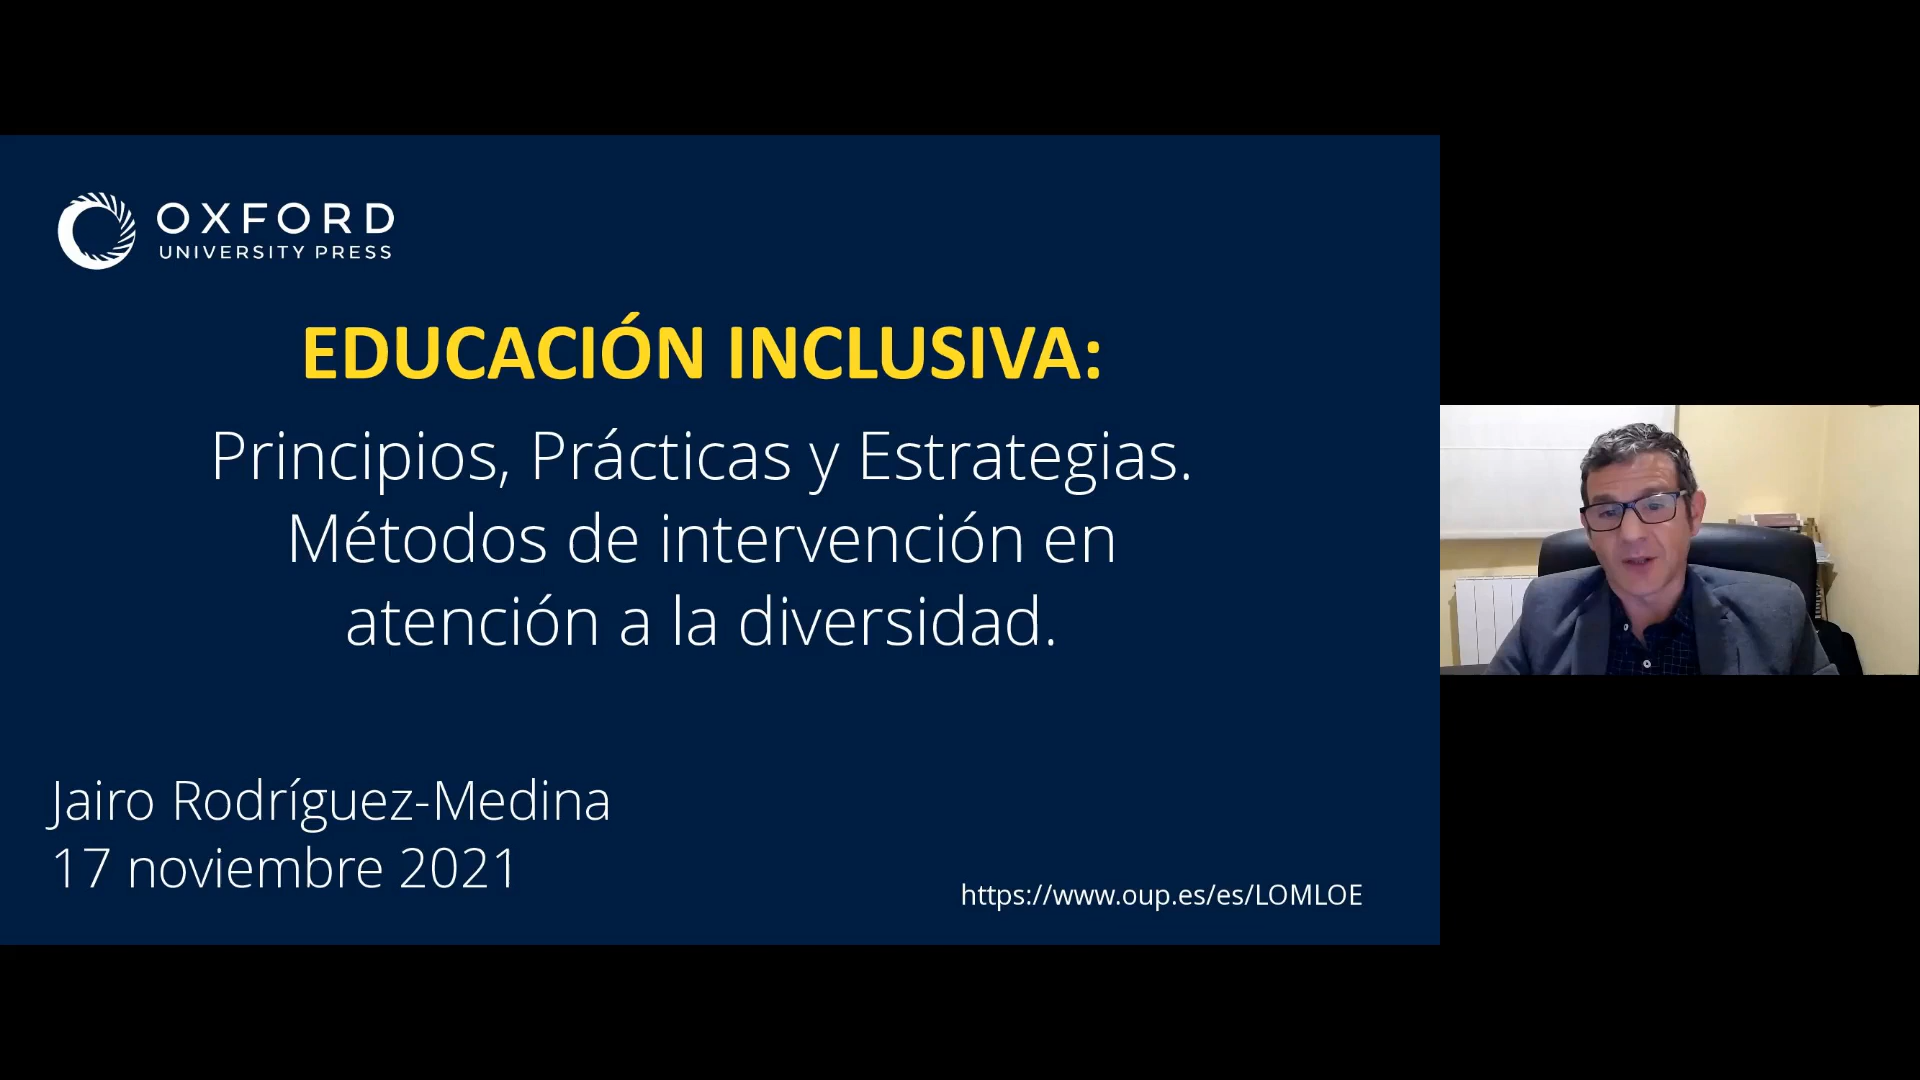 OXFORD
UNIVERSITY PRESS
EDUCACIÓN INCLUSIVA:
Principios, Prácticas y Estrategias.
Métodos de intervención en
atención a la diversidad.
Jairo Rodríguez-Medina
17 noviembre 2021
https://www.oup.es/es/LOMLOE